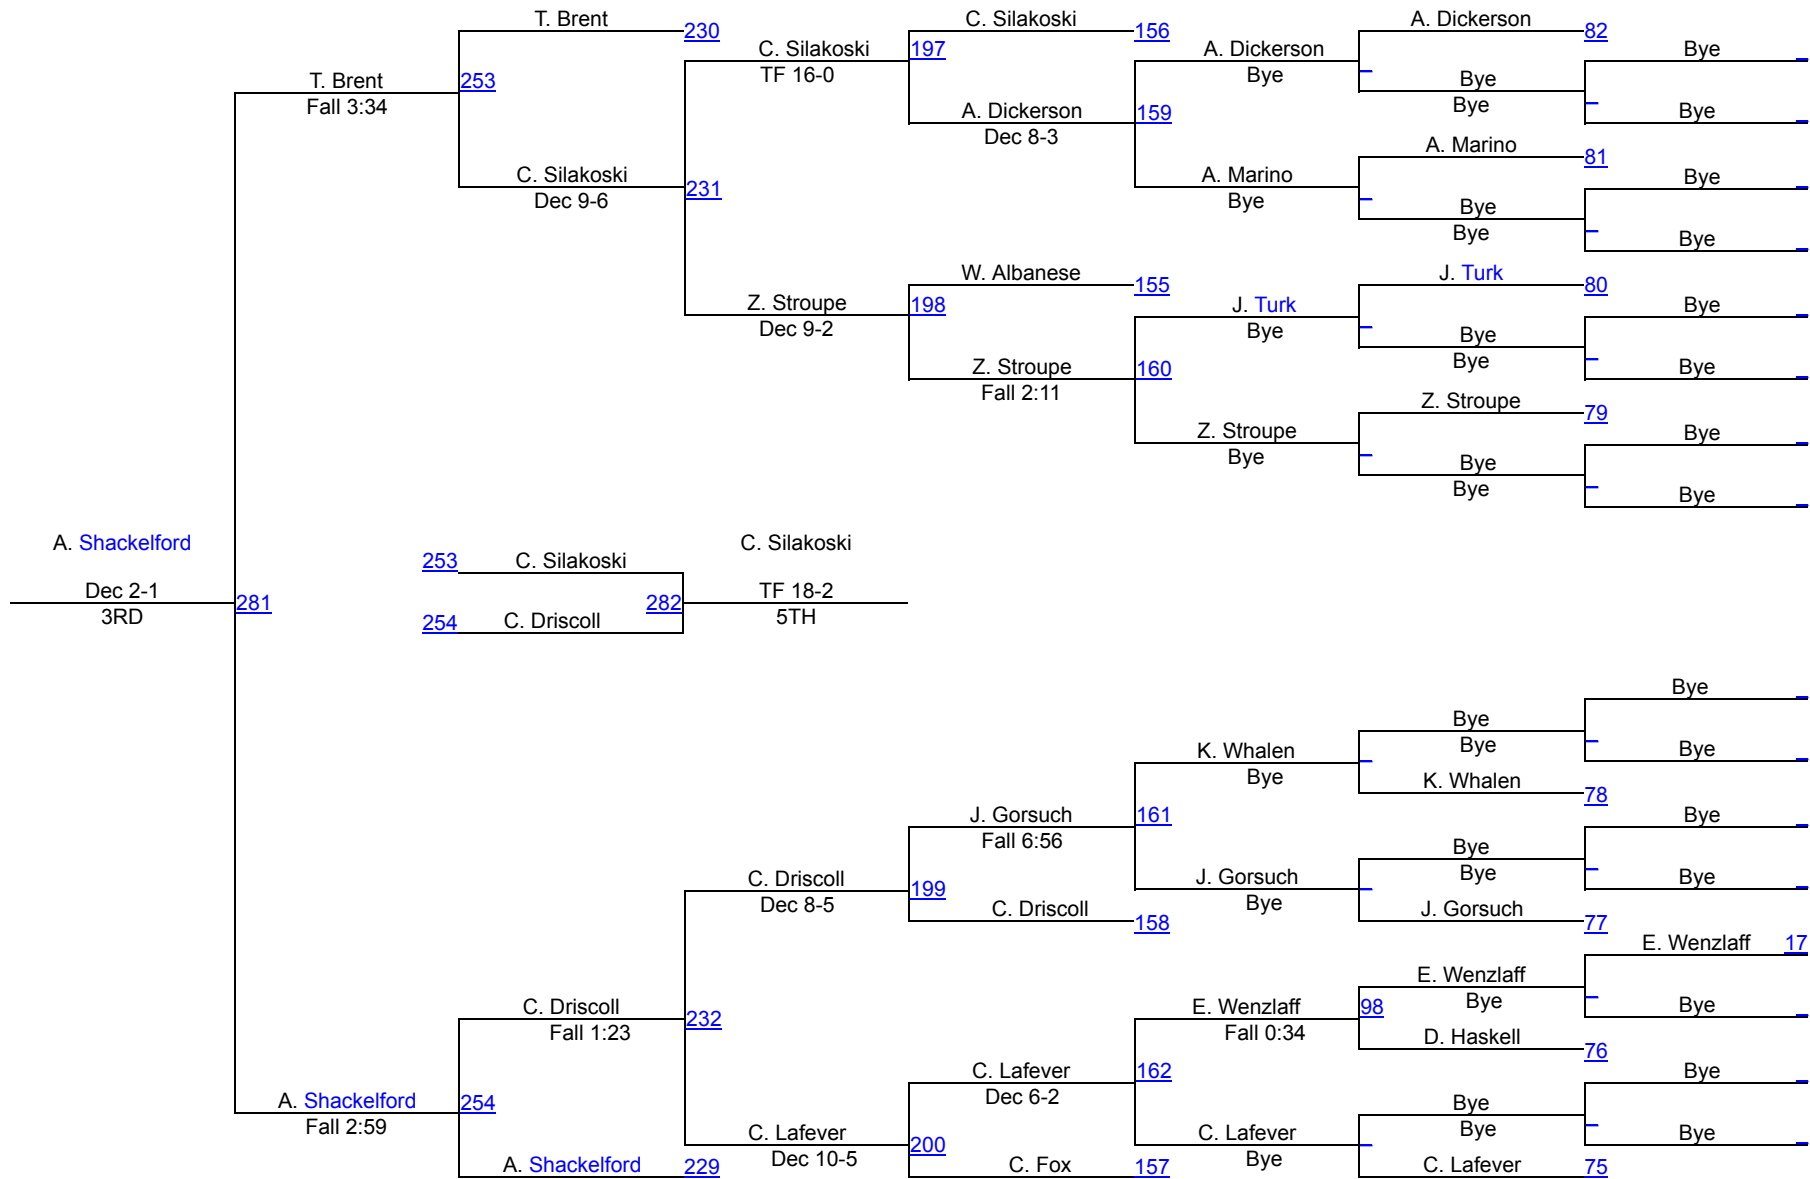 T. Brent
230
C. Silakoski
156
A. Dickerson
82
Bye
C. Silakoski
197
TF 16-0
A. Dickerson
Bye
T. Brent
253
Fall 3:34
Bye
Bye
Bye
A. Dickerson
159
Dec 8-3
A. Marino
81
C. Silakoski
231
Dec 9-6
A. Marino
Bye
Bye
Bye
Bye
Bye
W. Albanese
155
J. Turk
80
Z. Stroupe
198
Dec 9-2
J. Turk
Bye
Bye
Bye
Bye
Z. Stroupe
160
Fall 2:11
Bye
Z. Stroupe
79
Z. Stroupe
Bye
Bye
Bye
Bye
Bye
A. Shackelford
Dec 2-1
281
3RD
253
C. Silakoski
254
C. Driscoll
282
C. Silakoski
TF 18-2
5TH
Bye
Bye
Bye
K. Whalen
Bye
Bye
K. Whalen
78
J. Gorsuch
161
Fall 6:56
Bye
Bye
Bye
C. Driscoll
199
Dec 8-5
J. Gorsuch
Bye
Bye
C. Driscoll
158
J. Gorsuch
77
E. Wenzlaff
17
E. Wenzlaff
Bye
C. Driscoll
232
Fall 1:23
E. Wenzlaff
98
Fall 0:34
Bye
D. Haskell
76
C. Lafever
162
Dec 6-2
Bye
A. Shackelford
254
Fall 2:59
Bye
Bye
C. Lafever
200
Dec 10-5
C. Lafever
Bye
Bye
A. Shackelford
229
C. Fox
157
C. Lafever
75